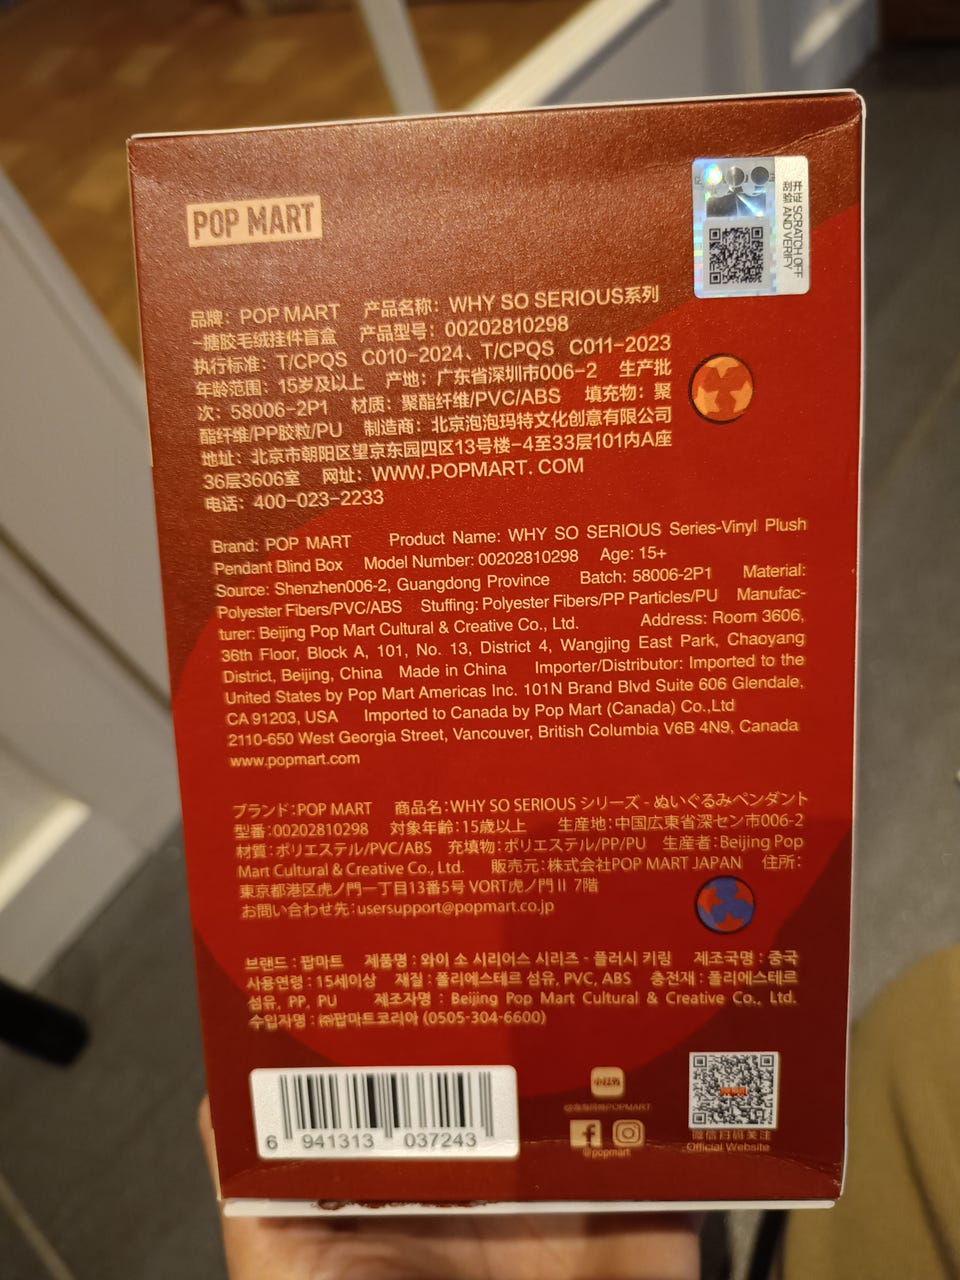 POP MART
开启 SCRATCH OFF
刮验 AND VERIFY
品牌：POP MART 产品名称：WHY SO SERIOUS系列
-搪胶毛绒挂件盲盒 产品型号：00202810298
执行标准：T/CPQS C010-2024、T/CPQS C011-2023
年龄范围：15岁及以上 产地：广东省深圳市006-2 生产批
次：58006-2P1 材质：聚酯纤维/PVC/ABS 填充物：聚
酯纤维/PP胶粒/PU 制造商：北京泡泡玛特文化创意有限公司
地址：北京市朝阳区望京东园四区13号楼-4至33层101内A座
36层3606室 网址：WWW.POPMART.COM
电话：400-023-2233
Brand: POP MART Product Name: WHY SO SERIOUS Series-Vinyl Plush
Pendant Blind Box Model Number: 00202810298 Age: 15+
Source: Shenzhen006-2, Guangdong Province Batch: 58006-2P1 Material:
Polyester Fibers/PVC/ABS Stuffing: Polyester Fibers/PP Particles/PU Manufac-
turer: Beijing Pop Mart Cultural & Creative Co., Ltd. Address: Room 3606,
36th Floor, Block A, 101, No. 13, District 4, Wangjing East Park, Chaoyang
District, Beijing, China Made in China Importer/Distributor: Imported to the
United States by Pop Mart Americas Inc. 101N Brand Blvd Suite 606 Glendale,
CA 91203, USA Imported to Canada by Pop Mart (Canada) Co.,Ltd
2110-650 West Georgia Street, Vancouver, British Columbia V6B 4N9, Canada
www.popmart.com
ブランド：POP MART 商品名：WHY SO SERIOUS シリーズ - ぬいぐるみペンダント
型番：00202810298 対象年齢：15歳以上 生産地：中国広東省深セン市006-2
材質：ポリエステル/PVC/ABS 充填物：ポリエステル/PP/PU 生産者：Beijing Pop
Mart Cultural & Creative Co., Ltd. 販売元：株式会社POP MART JAPAN 住所：
東京都港区虎ノ門一丁目13番5号 VORT虎ノ門Ⅱ 7階
お問い合わせ先：usersupport@popmart.co.jp
브랜드 : 팝마트 제품명 : 와이 소 시리어스 시리즈 - 플러시 키링 제조국명 : 중국
사용연령 : 15세이상 재질 : 폴리에스테르 섬유, PVC, ABS 충전재 : 폴리에스테르
섬유, PP, PU 제조자명 : Beijing Pop Mart Cultural & Creative Co., Ltd.
수입자명 : ㈜팝마트코리아 (0505-304-6600)
6 941313 037243
小红书
@泡泡玛特POPMART
@popmart
微信扫码关注
Official Website